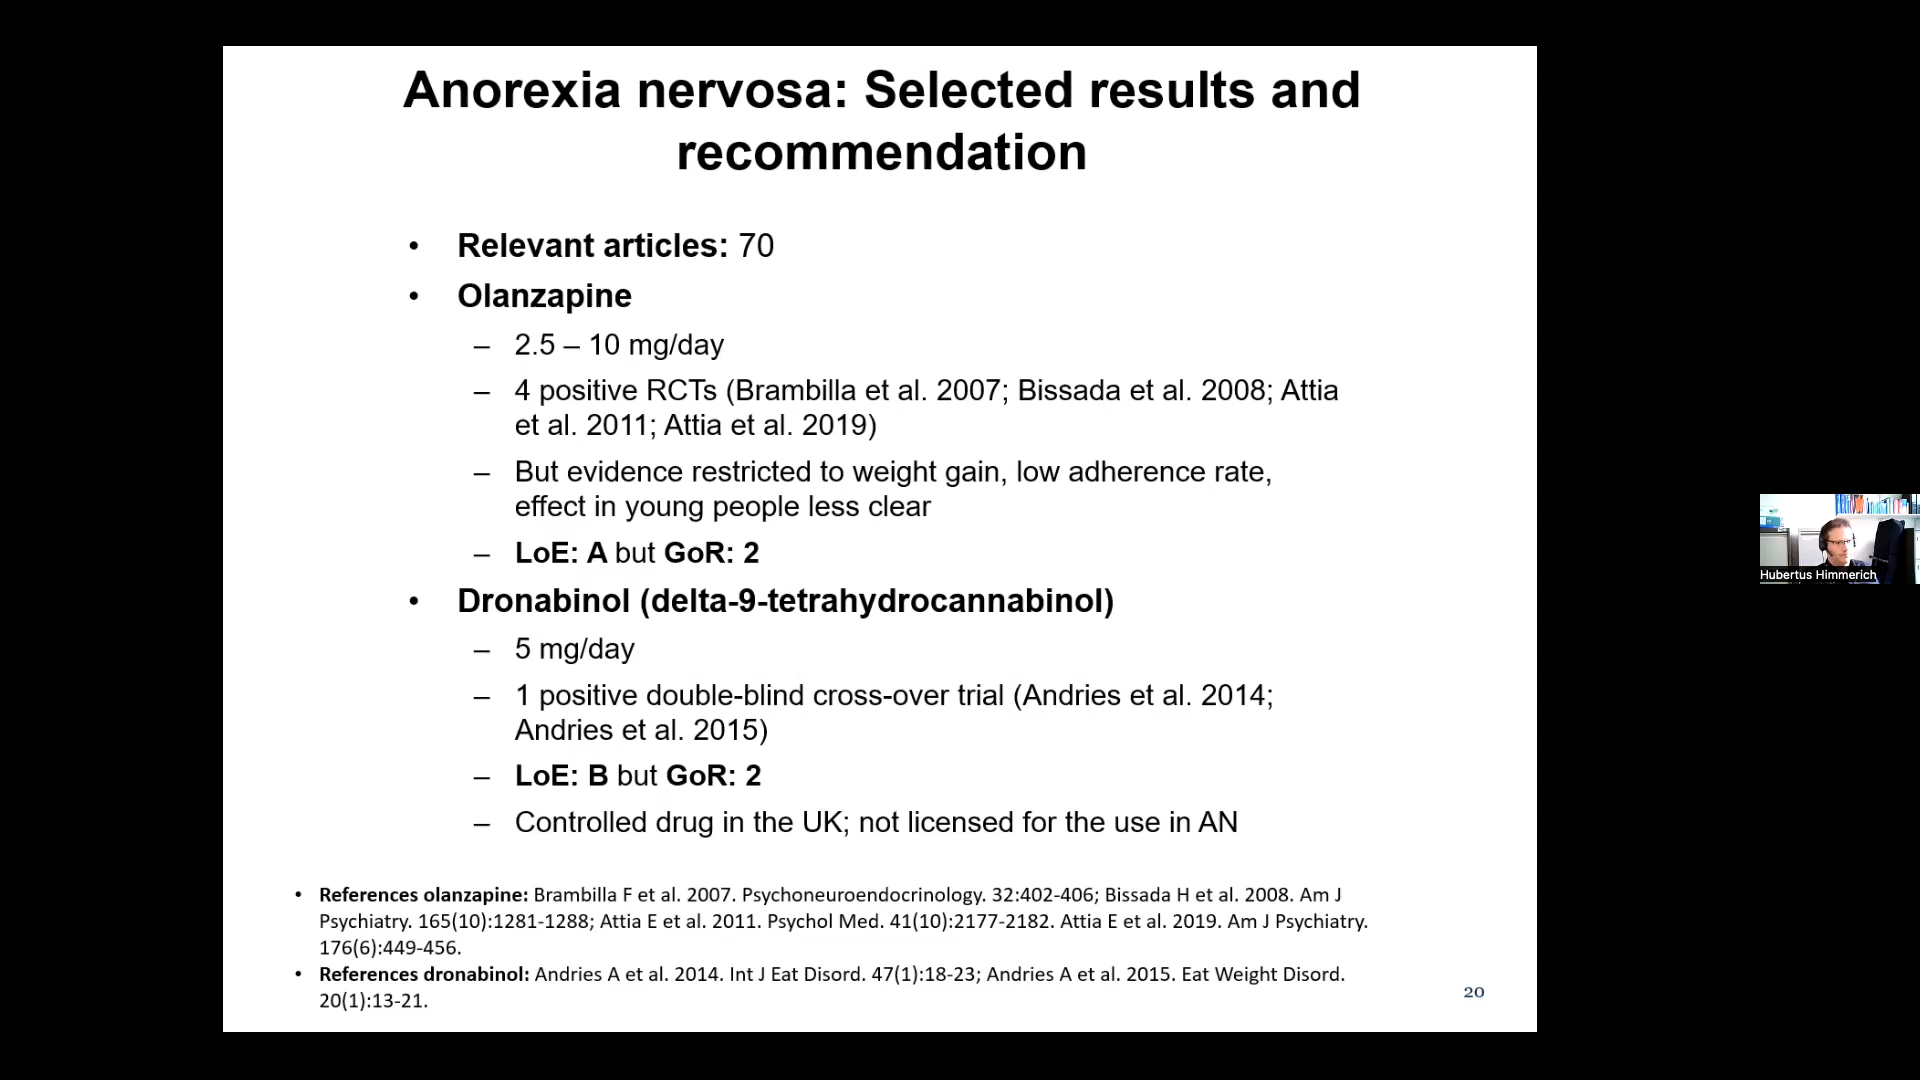 Anorexia nervosa: Selected results and
recommendation
• Relevant articles: 70
• Olanzapine
– 2.5 – 10 mg/day
– 4 positive RCTs (Brambilla et al. 2007; Bissada et al. 2008; Attia
et al. 2011; Attia et al. 2019)
– But evidence restricted to weight gain, low adherence rate,
effect in young people less clear
– LoE: A but GoR: 2
• Dronabinol (delta-9-tetrahydrocannabinol)
– 5 mg/day
– 1 positive double-blind cross-over trial (Andries et al. 2014;
Andries et al. 2015)
– LoE: B but GoR: 2
– Controlled drug in the UK; not licensed for the use in AN
• References olanzapine: Brambilla F et al. 2007. Psychoneuroendocrinology. 32:402-406; Bissada H et al. 2008. Am J
Psychiatry. 165(10):1281-1288; Attia E et al. 2011. Psychol Med. 41(10):2177-2182. Attia E et al. 2019. Am J Psychiatry.
176(6):449-456.
• References dronabinol: Andries A et al. 2014. Int J Eat Disord. 47(1):18-23; Andries A et al. 2015. Eat Weight Disord.
20(1):13-21.
20
Hubertus Himmerich